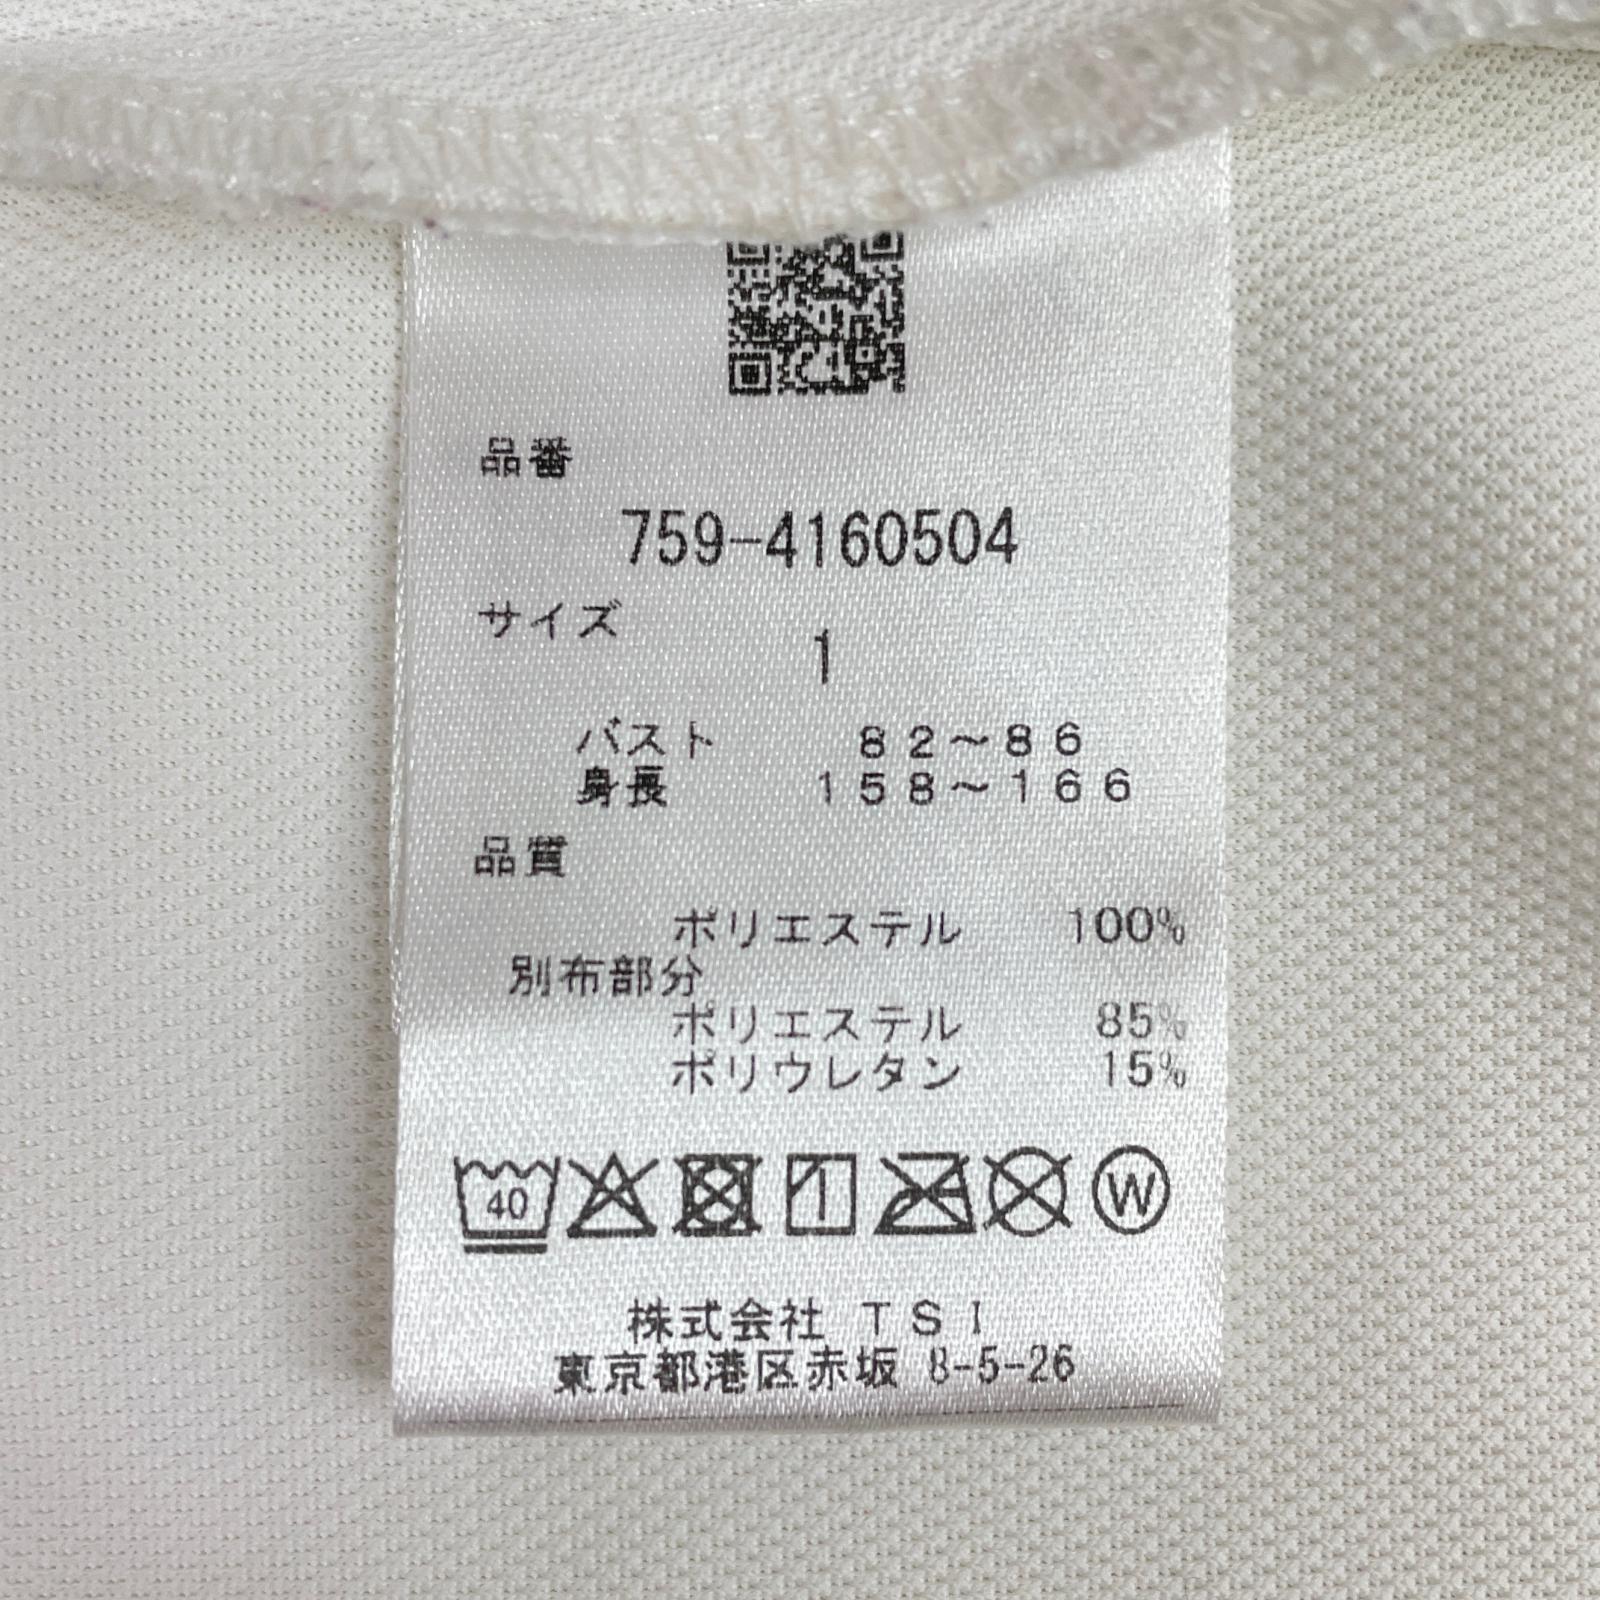 品番
759-4160504
サイズ
1
バスト 82～86
身長 158～166
品質
ポリエステル 100%
別布部分
ポリエステル 85%
ポリウレタン 15%
40 W
株式会社 TSI
東京都港区赤坂 8-5-26